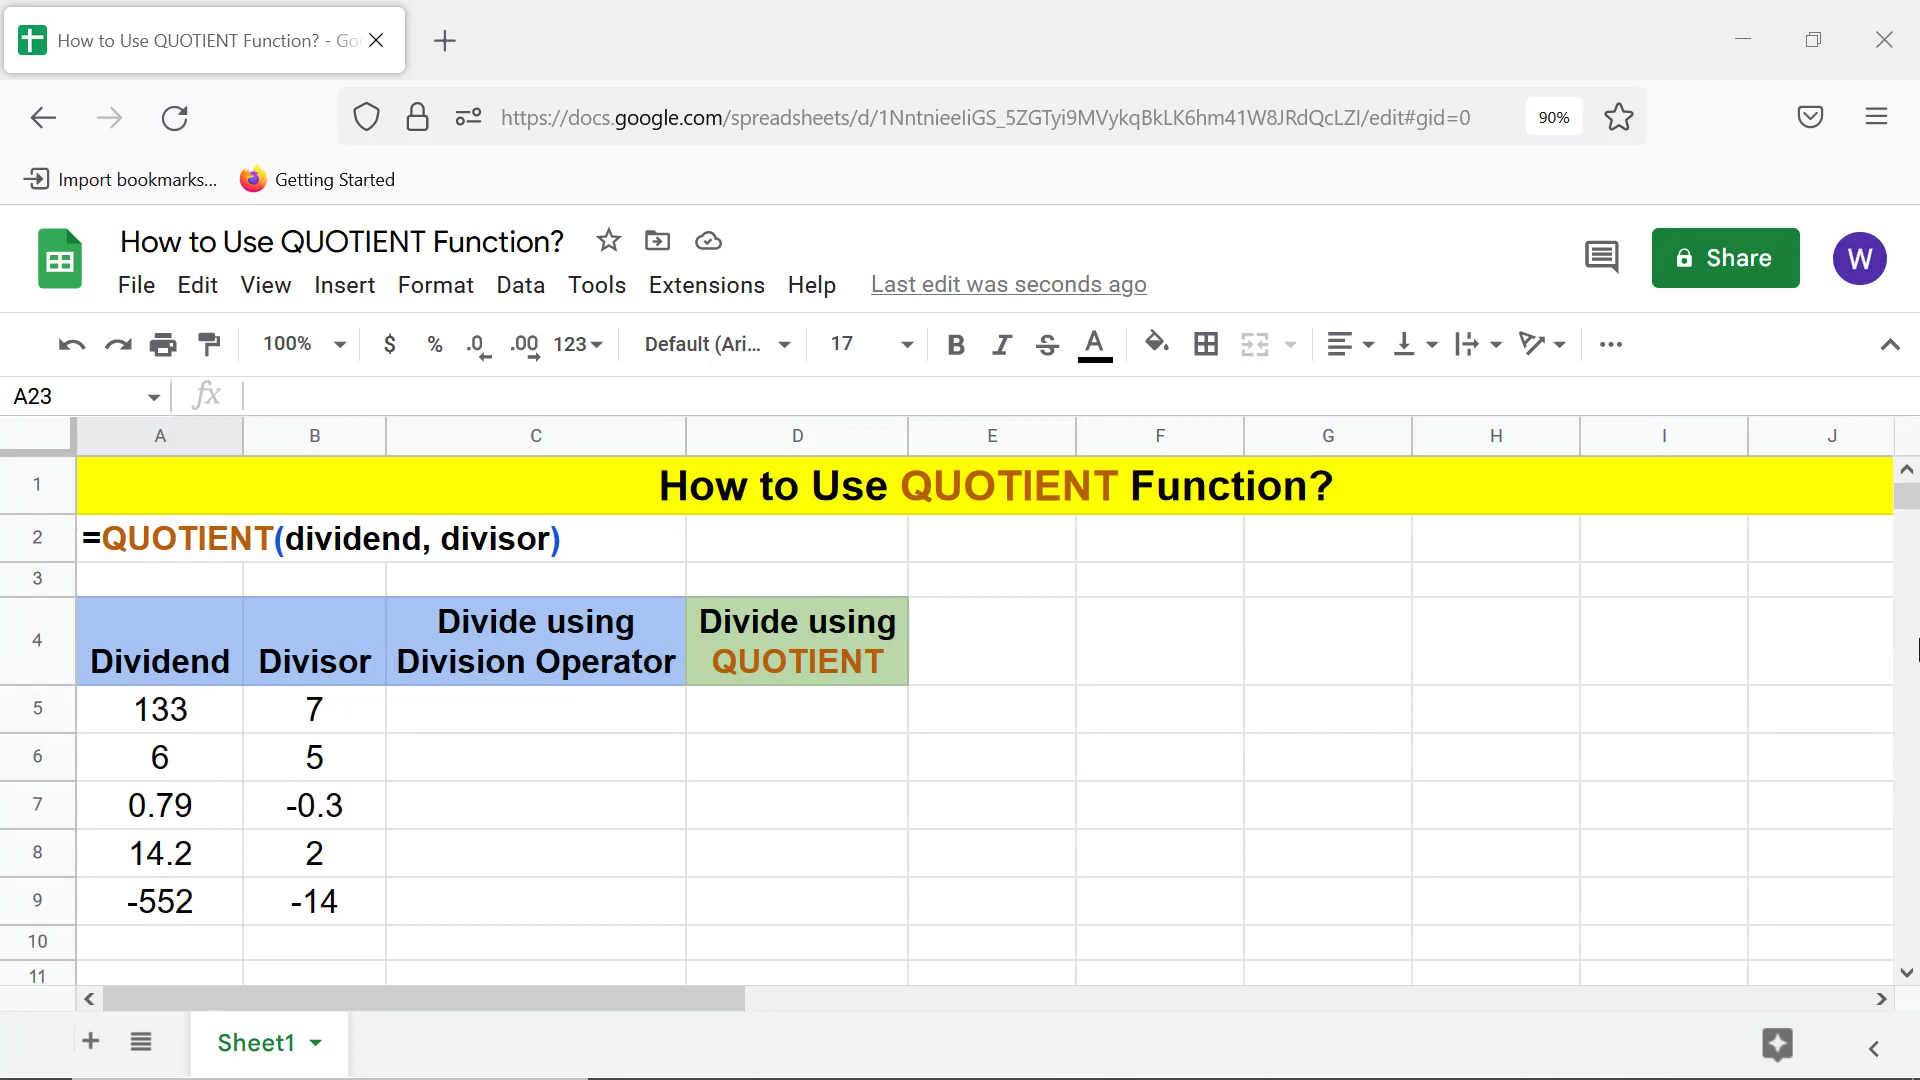 How to Use QUOTIENT Function? - Go
https://docs.google.com/spreadsheets/d/1NntnieeIiGS_5ZGTyi9MVykqBkLK6hm41W8JRdQcLZI/edit#gid=0 90%
Import bookmarks... Getting Started
How to Use QUOTIENT Function?
File Edit View Insert Format Data Tools Extensions Help Last edit was seconds ago
Share W
100% $ % .0 .00 123 Default (Ari... 17 B I S A
A23 fx
A B C D E F G H I J
1 How to Use QUOTIENT Function?
2 =QUOTIENT(dividend, divisor)
3
4 Dividend Divisor Divide using Division Operator Divide using QUOTIENT
5 133 7
6 6 5
7 0.79 -0.3
8 14.2 2
9 -552 -14
10
11
Sheet1